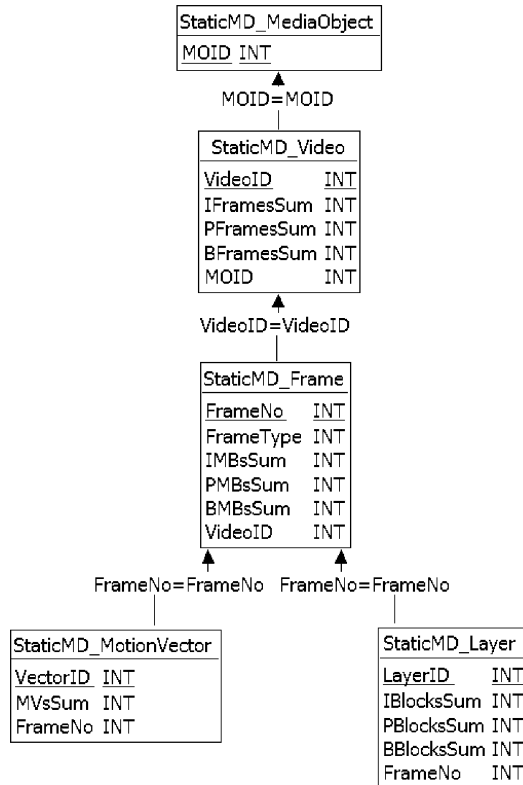 StaticMD_MediaObject
MOID INT
MOID=MOID
StaticMD_Video
VideoID INT
IFramesSum INT
PFramesSum INT
BFramesSum INT
MOID INT
VideoID=VideoID
StaticMD_Frame
FrameNo INT
FrameType INT
IMBsSum INT
PMBsSum INT
BMBsSum INT
VideoID INT
FrameNo=FrameNo FrameNo=FrameNo
StaticMD_MotionVector
VectorID INT
MVsSum INT
FrameNo INT
StaticMD_Layer
LayerID INT
IBlocksSum INT
PBlocksSum INT
BBlocksSum INT
FrameNo INT